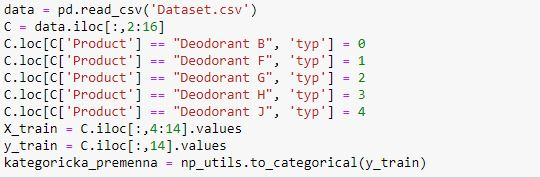 data = pd.read_csv('Dataset.csv')
C = data.iloc[:,2:16]
C.loc[C['Product'] == "Deodorant B", 'typ'] = 0
C.loc[C['Product'] == "Deodorant F", 'typ'] = 1
C.loc[C['Product'] == "Deodorant G", 'typ'] = 2
C.loc[C['Product'] == "Deodorant H", 'typ'] = 3
C.loc[C['Product'] == "Deodorant J", 'typ'] = 4
X_train = C.iloc[:,4:14].values
y_train = C.iloc[:,14].values
kategoricka_premenna = np_utils.to_categorical(y_train)